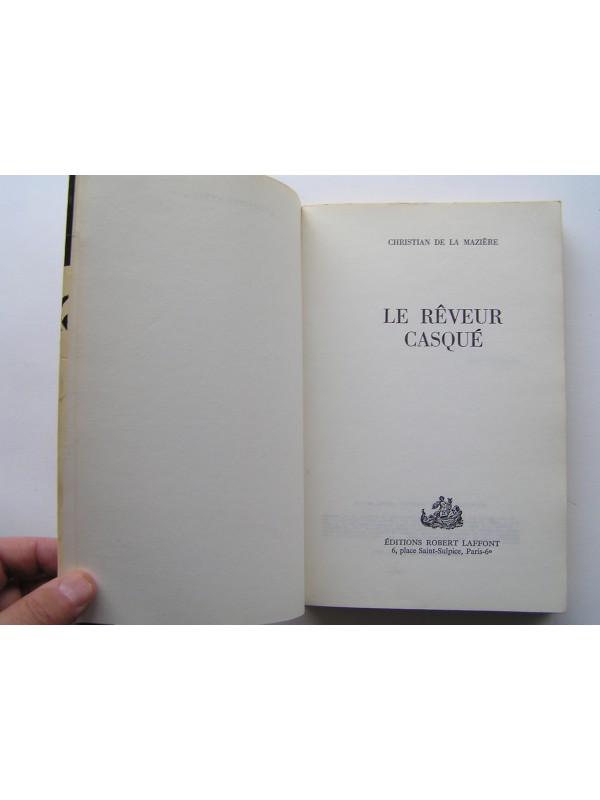 CHRISTIAN DE LA MAZIÈRE
LE RÊVEUR
CASQUÉ
ÉDITIONS ROBERT LAFFONT
6, place Saint-Sulpice, Paris-6e